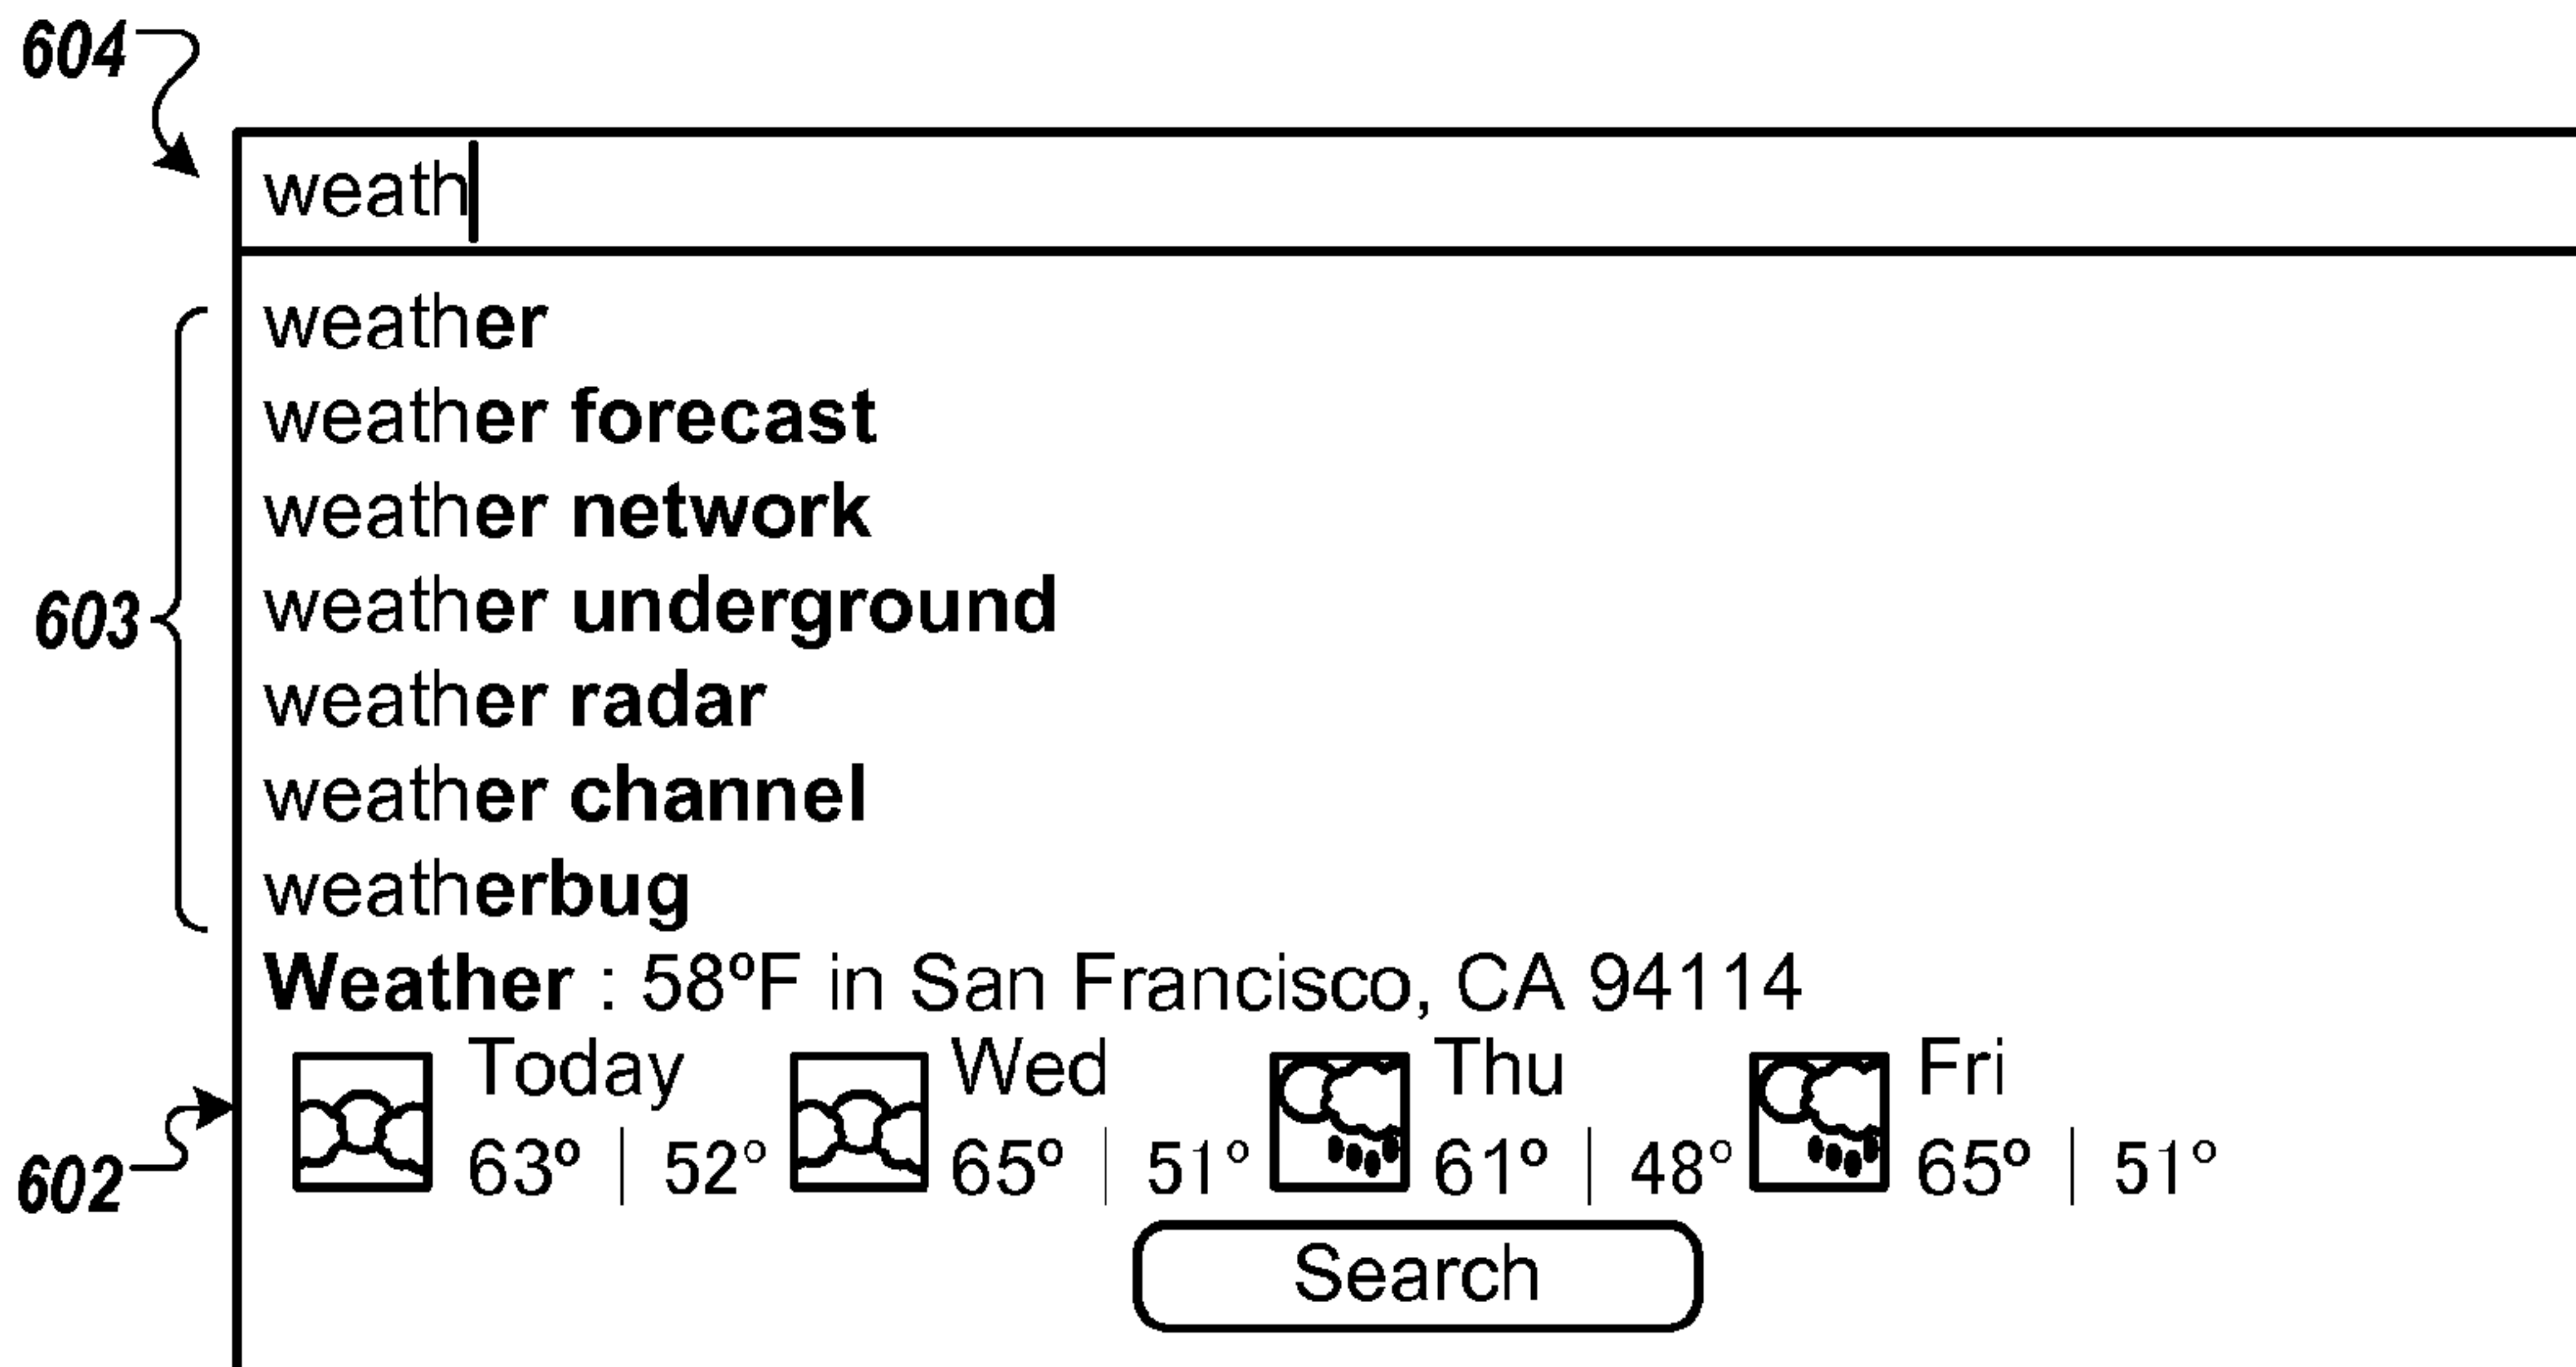 604
weath
weather
weather forecast
weather network
603
weather underground
weather radar
weather channel
weatherbug
Weather : 58ºF in San Francisco, CA 94114
Today Wed Thu Fri
63º | 52º 65º | 51º 61º | 48º 65º | 51º
602
Search